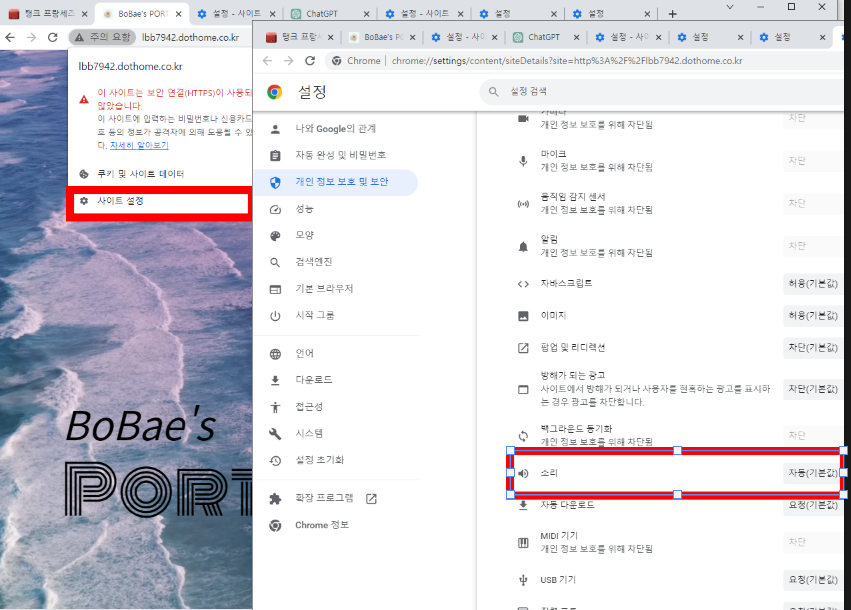 탱크 프람세즈
BoBae's PORT
설정 - 사이트
ChatGPT
설정 - 사이트
설정
설정
주의 요함
lbb7942.dothome.co.kr
lbb7942.dothome.co.kr
이 사이트는 보안 연결(HTTPS)이 사용되
않았습니다.
이 사이트에 입력하는 비밀번호나 신용카드
호 등의 정보가 공격자에 의해 도용될 수 있
다. 자세히 알아보기
쿠키 및 사이트 데이터
사이트 설정
BoBae's
PORT
탱크 프람
BoBae's PO
설정 - 사이
ChatGPT
설정 - 사이
설정
설정
Chrome
chrome://settings/content/siteDetails?site=http%3A%2F%2Flbb7942.dothome.co.kr
설정
설정 검색
나와 Google의 관계
자동 완성 및 비밀번호
개인 정보 보호 및 보안
성능
모양
검색엔진
기본 브라우저
시작 그룹
언어
다운로드
접근성
시스템
설정 초기화
확장 프로그램
Chrome 정보
카메라
개인 정보 보호를 위해 차단됨
차단
마이크
개인 정보 보호를 위해 차단됨
차단
움직임 감지 센서
개인 정보 보호를 위해 차단됨
차단
알림
개인 정보 보호를 위해 차단됨
차단
자바스크립트
허용(기본값)
이미지
허용(기본값)
팝업 및 리디렉션
차단(기본값)
방해가 되는 광고
사이트에서 방해가 되거나 사용자를 현혹하는 광고를 표시하
는 경우 광고를 차단합니다.
차단(기본값)
백그라운드 동기화
개인 정보 보호를 위해 차단됨
차단
소리
자동(기본값)
자동 다운로드
요청(기본값)
MIDI 기기
개인 정보 보호를 위해 차단됨
차단
USB 기기
요청(기본값)